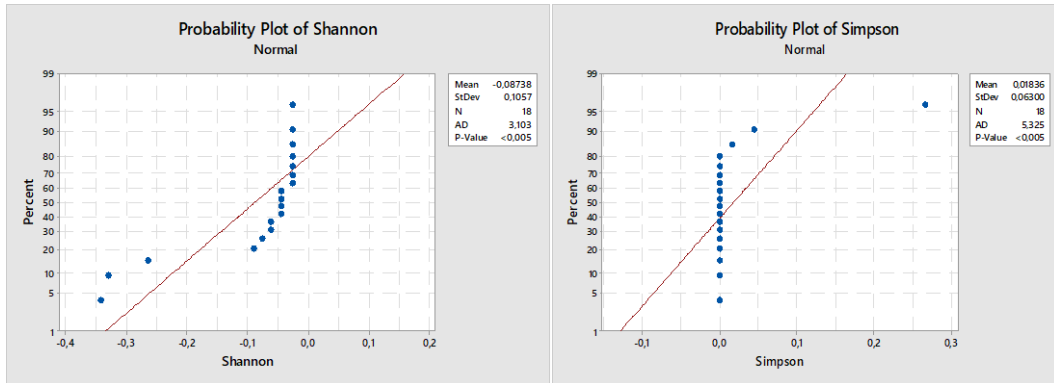 Probability Plot of Shannon
Normal
99
95
90
80
70
60
50
40
30
20
10
5
1
Percent
-0,4
-0,3
-0,2
-0,1
0,0
0,1
0,2
Shannon
Mean -0,08738
StDev 0,1057
N 18
AD 3,103
P-Value <0,005
Probability Plot of Simpson
Normal
99
95
90
80
70
60
50
40
30
20
10
5
1
Percent
-0,1
0,0
0,1
0,2
0,3
Simpson
Mean 0,01836
StDev 0,06300
N 18
AD 5,325
P-Value <0,005